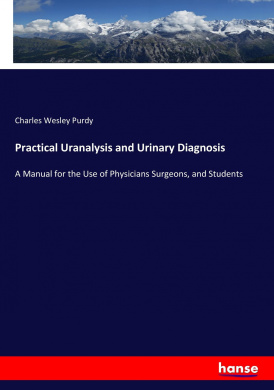 Charles Wesley Purdy
Practical Uranalysis and Urinary Diagnosis
A Manual for the Use of Physicians Surgeons, and Students
hanse